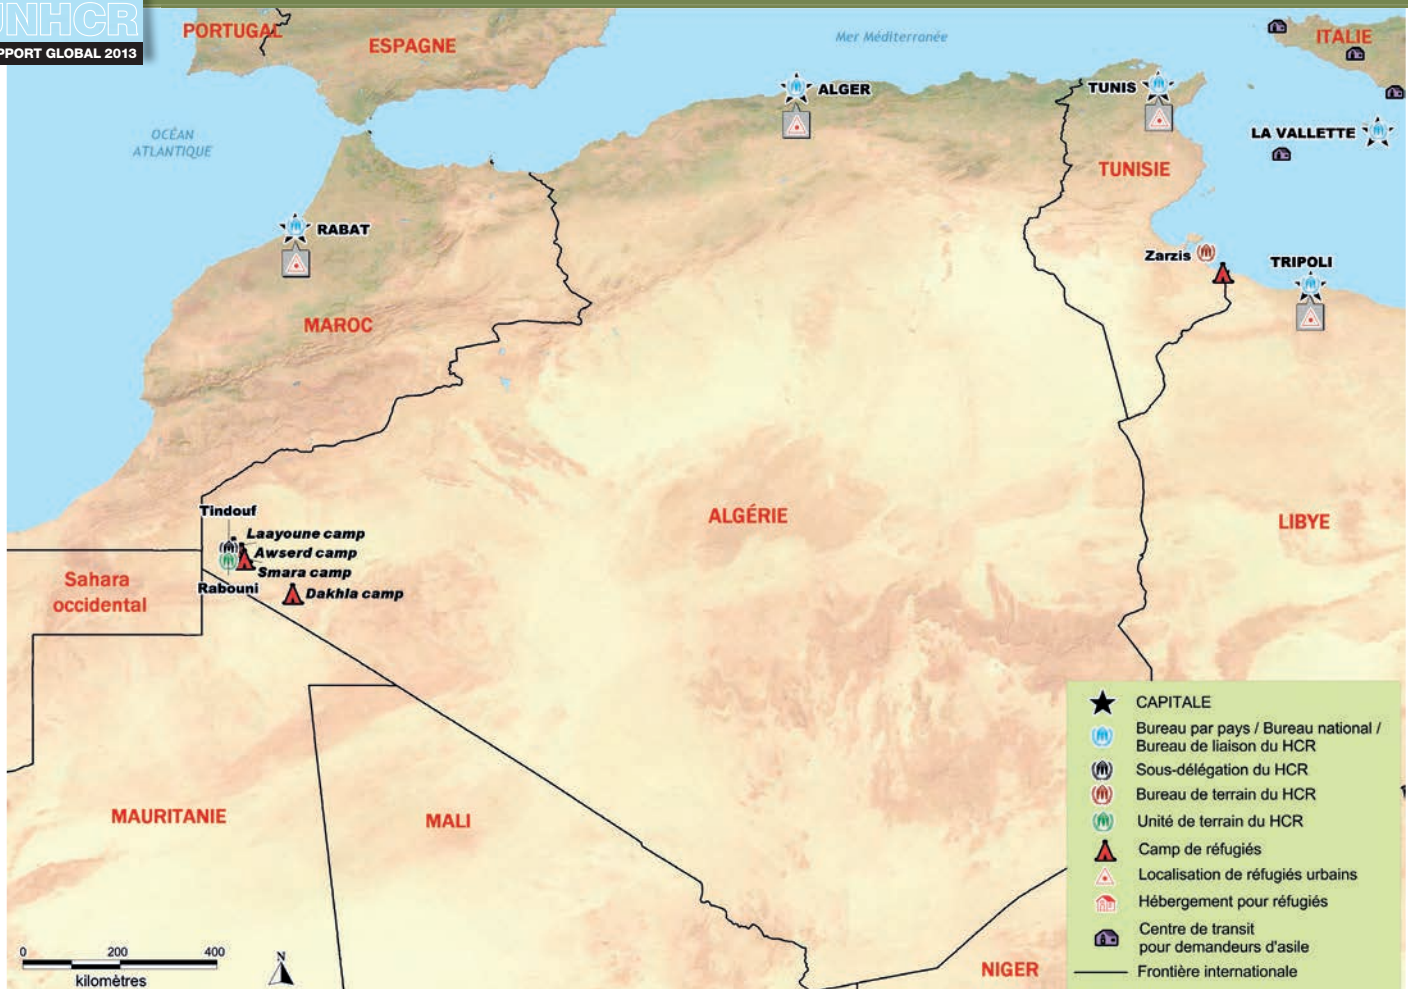 UNHCR
PPORT GLOBAL 2013
PORTUGAL
ESPAGNE
Mer Méditerranée
ITALIE
ALGER
TUNIS
LA VALLETTE
OCÉAN
ATLANTIQUE
TUNISIE
RABAT
Zarzis
TRIPOLI
MAROC
Tindouf
ALGÉRIE
LIBYE
Laayoune camp
Awserd camp
Smara camp
Sahara
occidental
Rabouni
Dakhla camp
MAURITANIE
MALI
NIGER
CAPITALE
Bureau par pays / Bureau national /
Bureau de liaison du HCR
Sous-délégation du HCR
Bureau de terrain du HCR
Unité de terrain du HCR
Camp de réfugiés
Localisation de réfugiés urbains
Hébergement pour réfugiés
Centre de transit
pour demandeurs d'asile
Frontière internationale
0 200 400
kilomètres
N